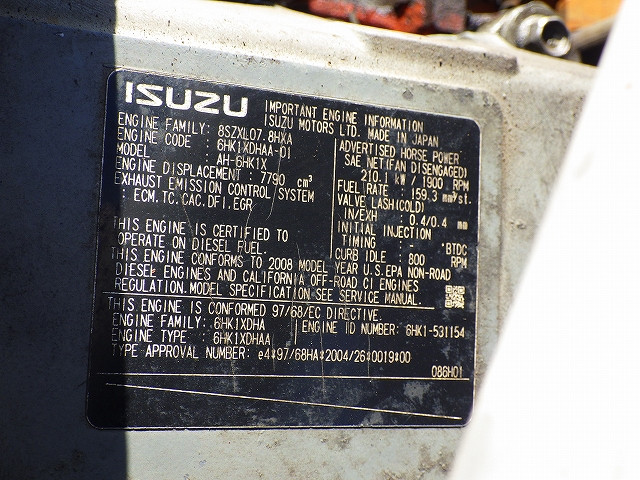 ISUZU IMPORTANT ENGINE INFORMATION
ISUZU MOTORS LTD. MADE IN JAPAN
ENGINE FAMILY: 8SZXL07.8HXA
ENGINE CODE : 6HK1XDHAA-01
MODEL : AH-6HK1X
ENGINE DISPLACEMENT : 7790 cm³
EXHAUST EMISSION CONTROL SYSTEM
: ECM.TC.CAC.DFI.EGR
ADVERTISED HORSE POWER
SAE NET(FAN DISENGAGED)
210.1 kW / 1900 RPM
FUEL RATE : 159.3 mm³/st.
VALVE LASH(COLD)
IN/EXH : 0.4/0.4 mm
INITIAL INJECTION
TIMING : - °BTDC
CURB IDLE : 800 RPM
THIS ENGINE IS CERTIFIED TO
OPERATE ON DIESEL FUEL.
THIS ENGINE CONFORMS TO 2008 MODEL YEAR U.S.EPA NON-ROAD
DIESEL ENGINES AND CALIFORNIA OFF-ROAD CI ENGINES
REGULATION. MODEL SPECIFICATION SEE SERVICE MANUAL.
THIS ENGINE IS CONFORMED 97/68/EC DIRECTIVE.
ENGINE FAMILY: 6HK1XDHA
ENGINE ID NUMBER: 6HK1-531154
ENGINE TYPE : 6HK1XDHAA
TYPE APPROVAL NUMBER: e4*97/68HA*2004/26*0019*00
086H01